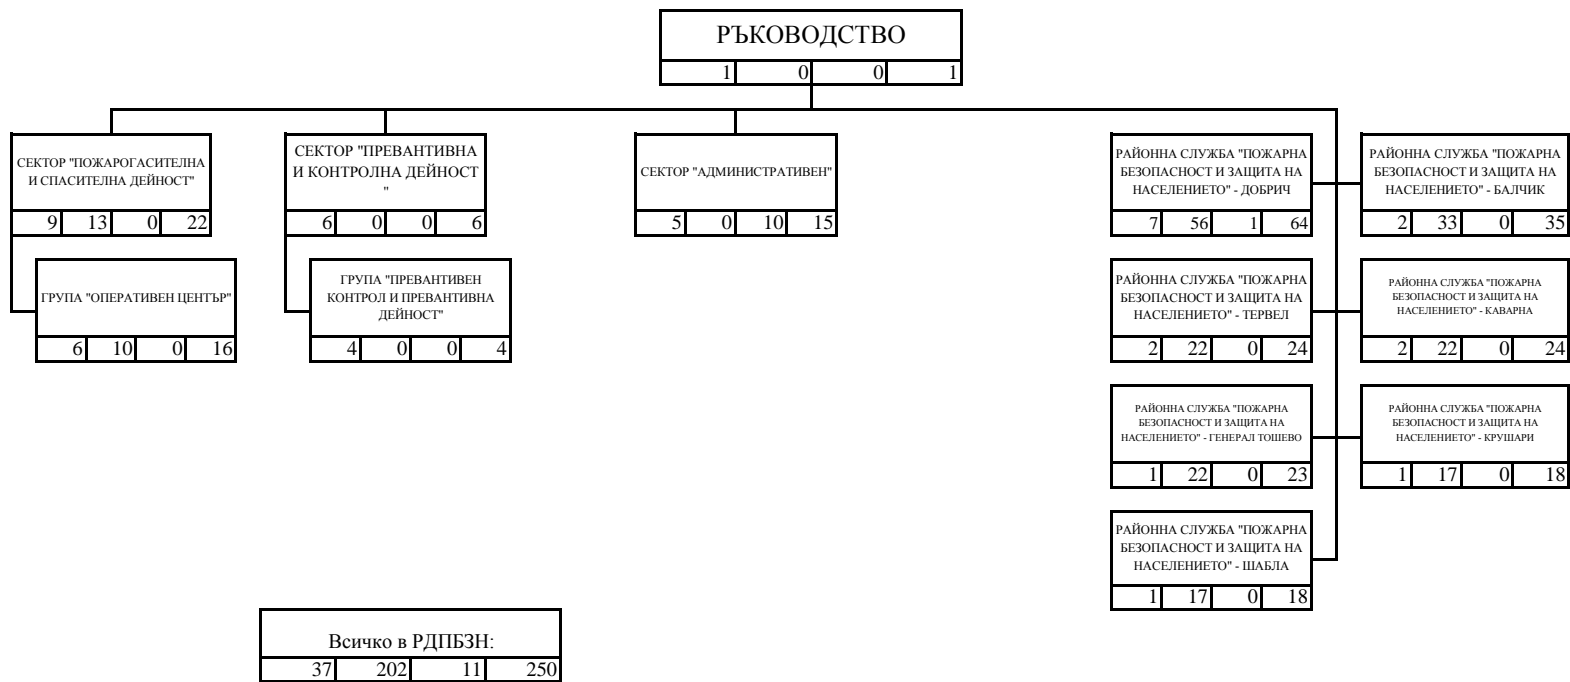 РЪКОВОДСТВО
1 0 0 1
СЕКТОР "ПОЖАРОГАСИТЕЛНА
И СПАСИТЕЛНА ДЕЙНОСТ"
9 13 0 22
ГРУПА "ОПЕРАТИВЕН ЦЕНТЪР"
6 10 0 16
СЕКТОР "ПРЕВАНТИВНА
И КОНТРОЛНА ДЕЙНОСТ
"
6 0 0 6
ГРУПА "ПРЕВАНТИВЕН
КОНТРОЛ И ПРЕВАНТИВНА
ДЕЙНОСТ"
4 0 0 4
СЕКТОР "АДМИНИСТРАТИВЕН"
5 0 10 15
РАЙОННА СЛУЖБА "ПОЖАРНА
БЕЗОПАСНОСТ И ЗАЩИТА НА
НАСЕЛЕНИЕТО" - ДОБРИЧ
7 56 1 64
РАЙОННА СЛУЖБА "ПОЖАРНА
БЕЗОПАСНОСТ И ЗАЩИТА НА
НАСЕЛЕНИЕТО" - БАЛЧИК
2 33 0 35
РАЙОННА СЛУЖБА "ПОЖАРНА
БЕЗОПАСНОСТ И ЗАЩИТА НА
НАСЕЛЕНИЕТО" - ТЕРВЕЛ
2 22 0 24
РАЙОННА СЛУЖБА "ПОЖАРНА
БЕЗОПАСНОСТ И ЗАЩИТА НА
НАСЕЛЕНИЕТО" - КАВАРНА
2 22 0 24
РАЙОННА СЛУЖБА "ПОЖАРНА
БЕЗОПАСНОСТ И ЗАЩИТА НА
НАСЕЛЕНИЕТО" - ГЕНЕРАЛ ТОШЕВО
1 22 0 23
РАЙОННА СЛУЖБА "ПОЖАРНА
БЕЗОПАСНОСТ И ЗАЩИТА НА
НАСЕЛЕНИЕТО" - КРУШАРИ
1 17 0 18
РАЙОННА СЛУЖБА "ПОЖАРНА
БЕЗОПАСНОСТ И ЗАЩИТА НА
НАСЕЛЕНИЕТО" - ШАБЛА
1 17 0 18
Всичко в РДПБЗН:
37 202 11 250